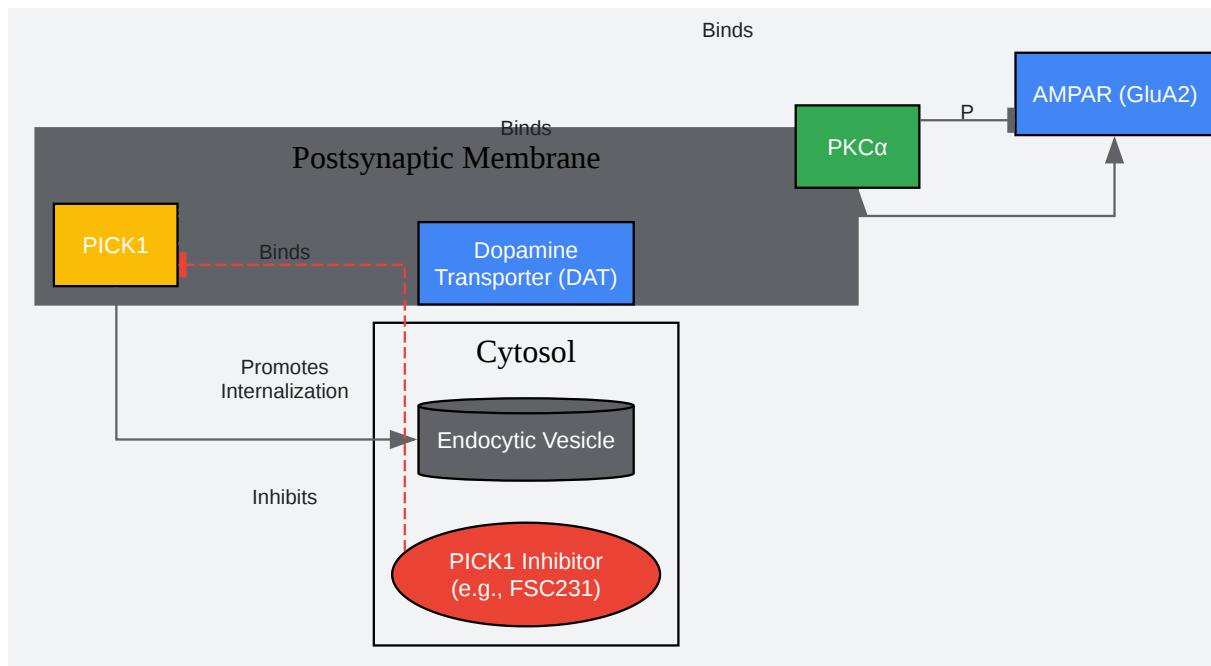 Binds
AMPAR (GluA2)
P
Binds
PKCα
Postsynaptic Membrane
PICK1
Binds
Dopamine
Transporter (DAT)
Cytosol
Promotes
Internalization
Endocytic Vesicle
Inhibits
PICK1 Inhibitor
(e.g., FSC231)